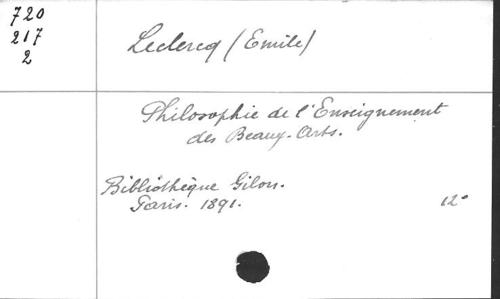 720
217
2
Leclercq (Emile)
Philosophie de l'Enseignement
des Beaux-Arts.
Bibliothèque Gilon.
Paris. 1891.
12°